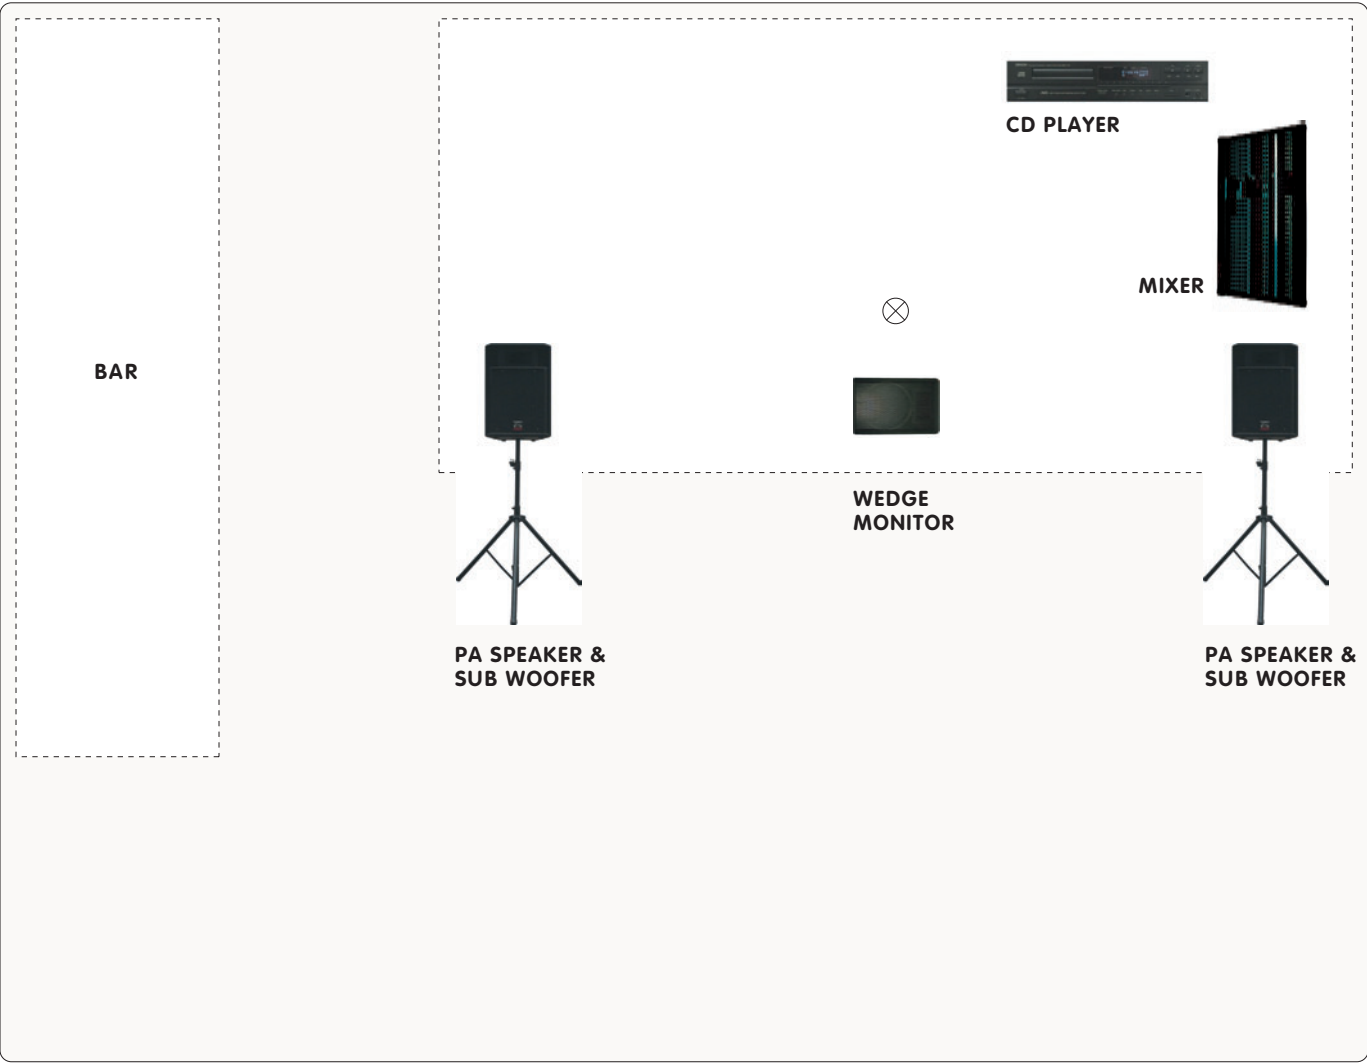 CD PLAYER
MIXER
BAR
WEDGE
MONITOR
PA SPEAKER &
SUB WOOFER
PA SPEAKER &
SUB WOOFER